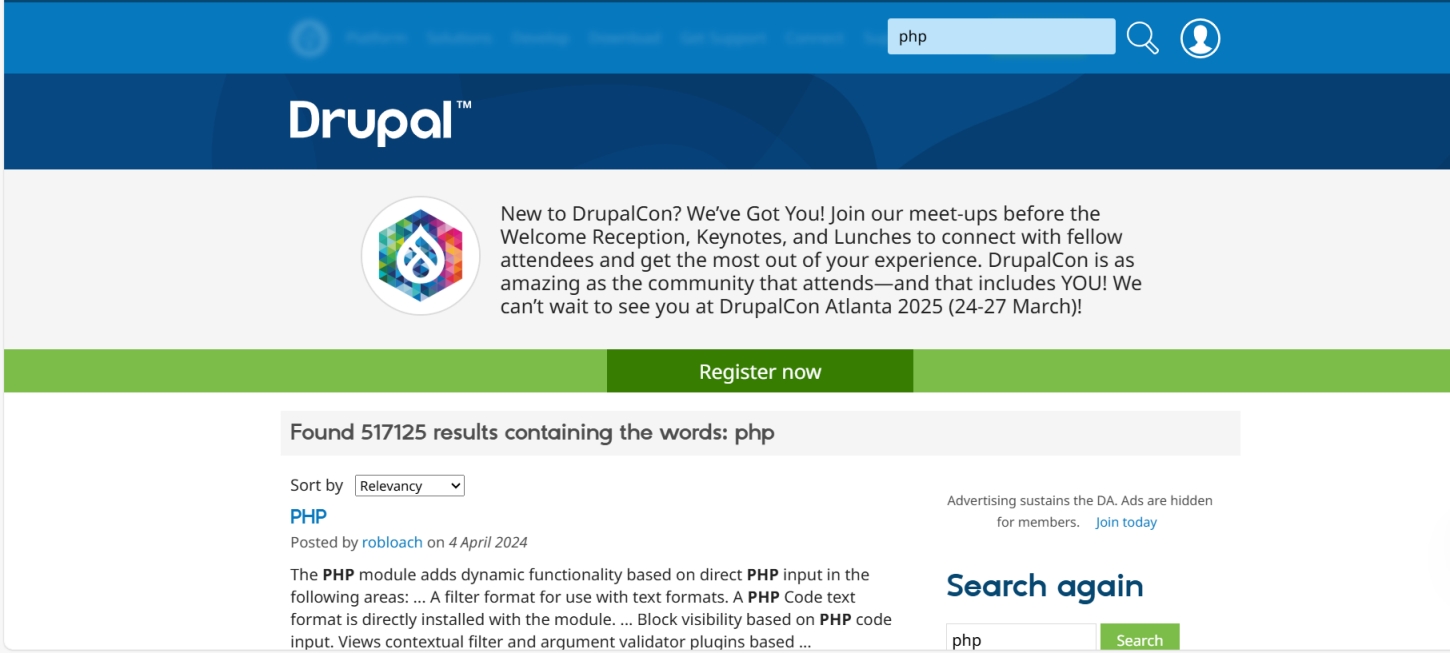 php
Drupal™
New to DrupalCon? We’ve Got You! Join our meet-ups before the
Welcome Reception, Keynotes, and Lunches to connect with fellow
attendees and get the most out of your experience. DrupalCon is as
amazing as the community that attends—and that includes YOU! We
can’t wait to see you at DrupalCon Atlanta 2025 (24-27 March)!
Register now
Found 517125 results containing the words: php
Sort by Relevancy
PHP
Posted by robloach on 4 April 2024
The PHP module adds dynamic functionality based on direct PHP input in the
following areas: ... A filter format for use with text formats. A PHP Code text
format is directly installed with the module. ... Block visibility based on PHP code
input. Views contextual filter and argument validator plugins based ...
Advertising sustains the DA. Ads are hidden
for members. Join today
Search again
php Search